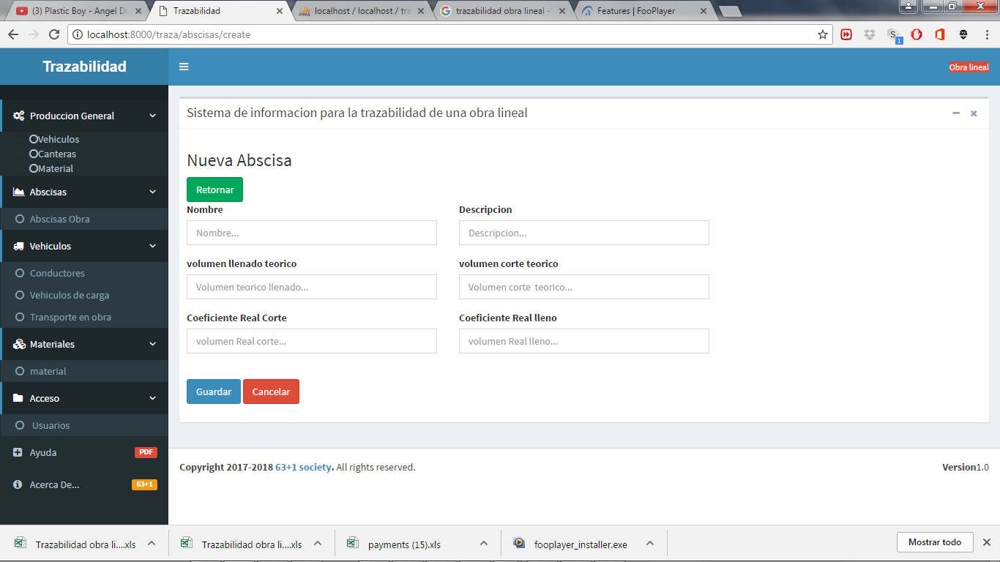 (3) Plastic Boy - Angel Du
Trazabilidad
localhost / localhost / tra
trazabilidad obra lineal -
Features | FooPlayer
localhost:8000/traza/abscisas/create
Trazabilidad
Obra lineal
Produccion General
Vehiculos
Canteras
Material
Abscisas
Abscisas Obra
Vehiculos
Conductores
Vehiculos de carga
Transporte en obra
Materiales
material
Acceso
Usuarios
Ayuda PDF
Acerca De... 63+1
Sistema de informacion para la trazabilidad de una obra lineal
Nueva Abscisa
Retornar
Nombre Descripcion
Nombre... Descripcion...
volumen llenado teorico volumen corte teorico
Volumen teorico llenado... Volumen corte teorico...
Coeficiente Real Corte Coeficiente Real lleno
volumen Real corte... volumen Real lleno...
Guardar Cancelar
Copyright 2017-2018 63+1 society. All rights reserved. Version1.0
Trazabilidad obra li....xls Trazabilidad obra li....xls payments (15).xls fooplayer_installer.exe Mostrar todo